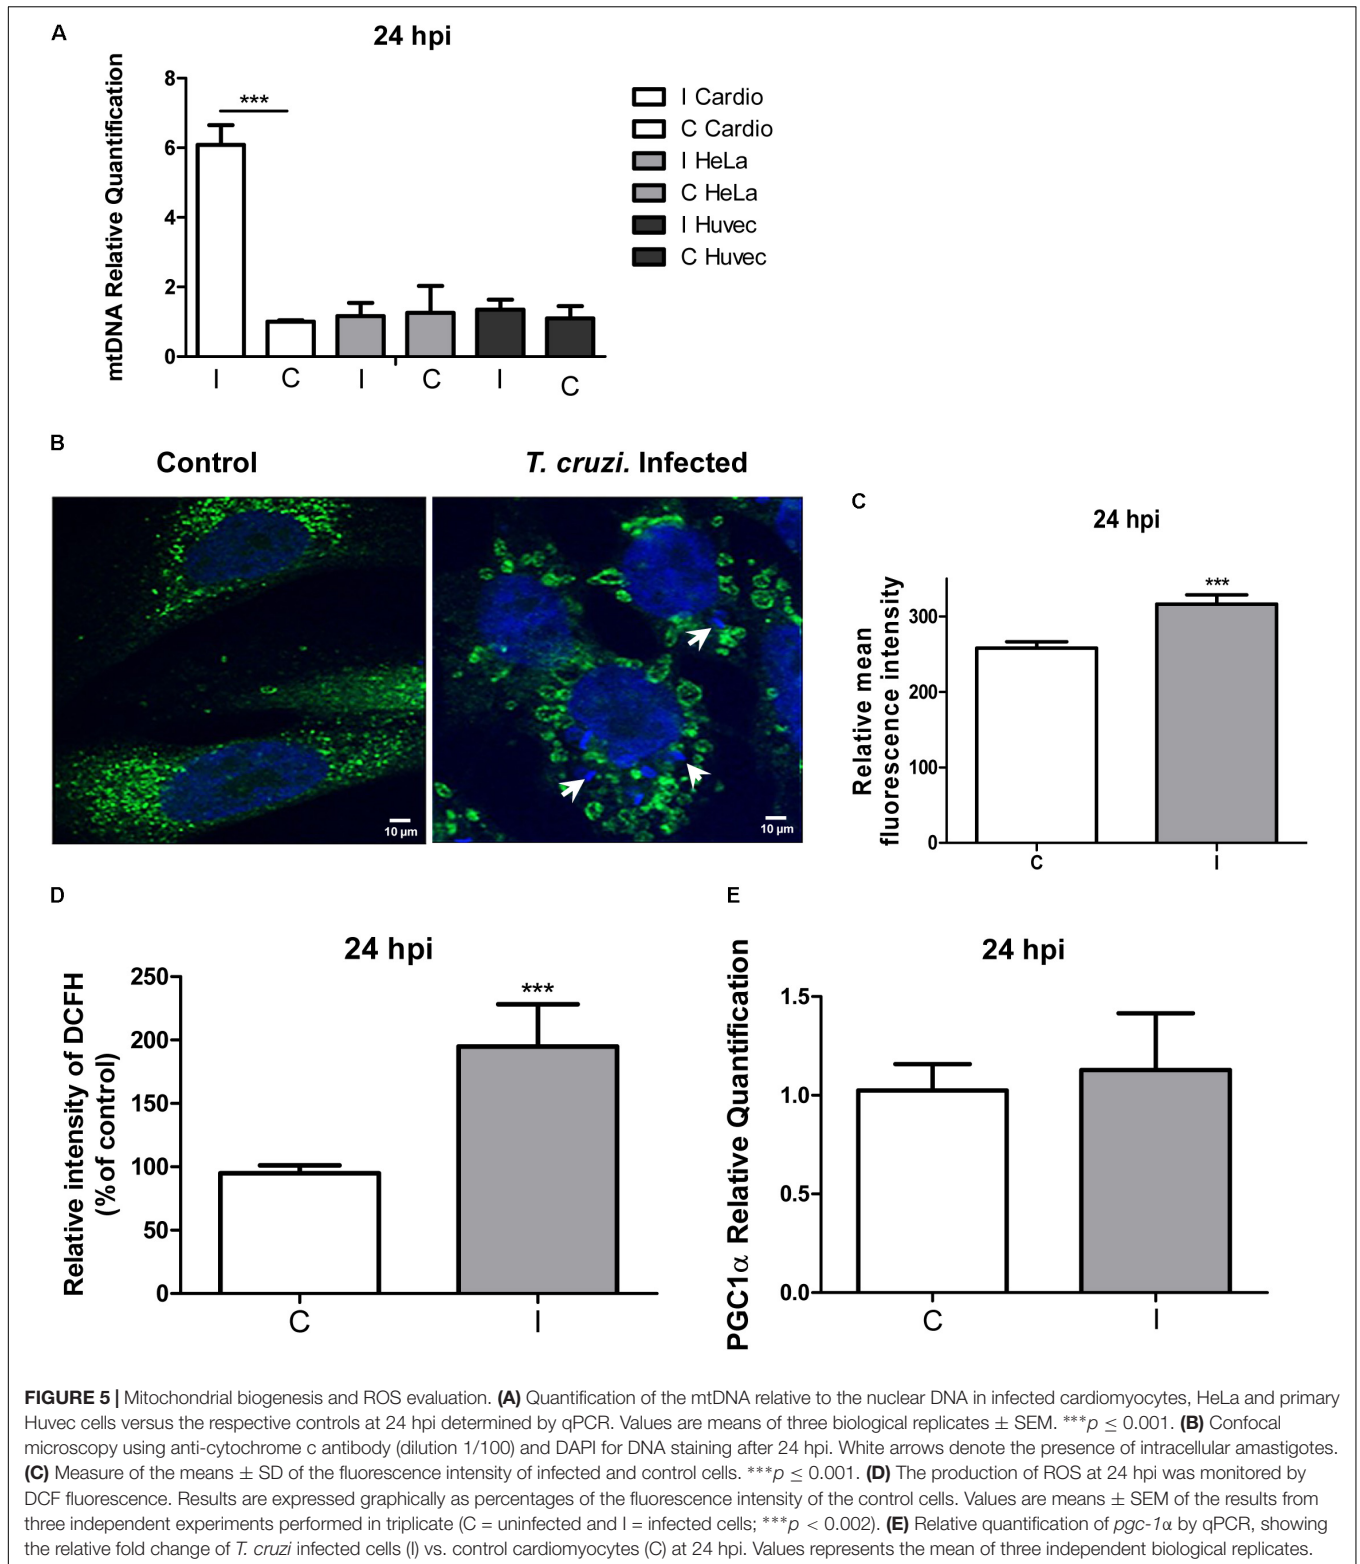 A
24 hpi
mtDNA Relative Quantification
8
6
4
2
0
***
I
C
I
C
I
C
I Cardio
C Cardio
I HeLa
C HeLa
I Huvec
C Huvec
B
Control
T. cruzi. Infected
10 µm
10 µm
C
24 hpi
Relative mean
fluorescence intensity
300
200
100
0
***
C
I
D
24 hpi
Relative intensity of DCFH
(% of control)
250
200
150
100
50
0
***
C
I
E
24 hpi
PGC1α Relative Quantification
1.5
1.0
0.5
0.0
C
I
FIGURE 5 | Mitochondrial biogenesis and ROS evaluation. (A) Quantification of the mtDNA relative to the nuclear DNA in infected cardiomyocytes, HeLa and primary
Huvec cells versus the respective controls at 24 hpi determined by qPCR. Values are means of three biological replicates ± SEM. ***p ≤ 0.001. (B) Confocal
microscopy using anti-cytochrome c antibody (dilution 1/100) and DAPI for DNA staining after 24 hpi. White arrows denote the presence of intracellular amastigotes.
(C) Measure of the means ± SD of the fluorescence intensity of infected and control cells. ***p ≤ 0.001. (D) The production of ROS at 24 hpi was monitored by
DCF fluorescence. Results are expressed graphically as percentages of the fluorescence intensity of the control cells. Values are means ± SEM of the results from
three independent experiments performed in triplicate (C = uninfected and I = infected cells; ***p < 0.002). (E) Relative quantification of pgc-1α by qPCR, showing
the relative fold change of T. cruzi infected cells (I) vs. control cardiomyocytes (C) at 24 hpi. Values represents the mean of three independent biological replicates.